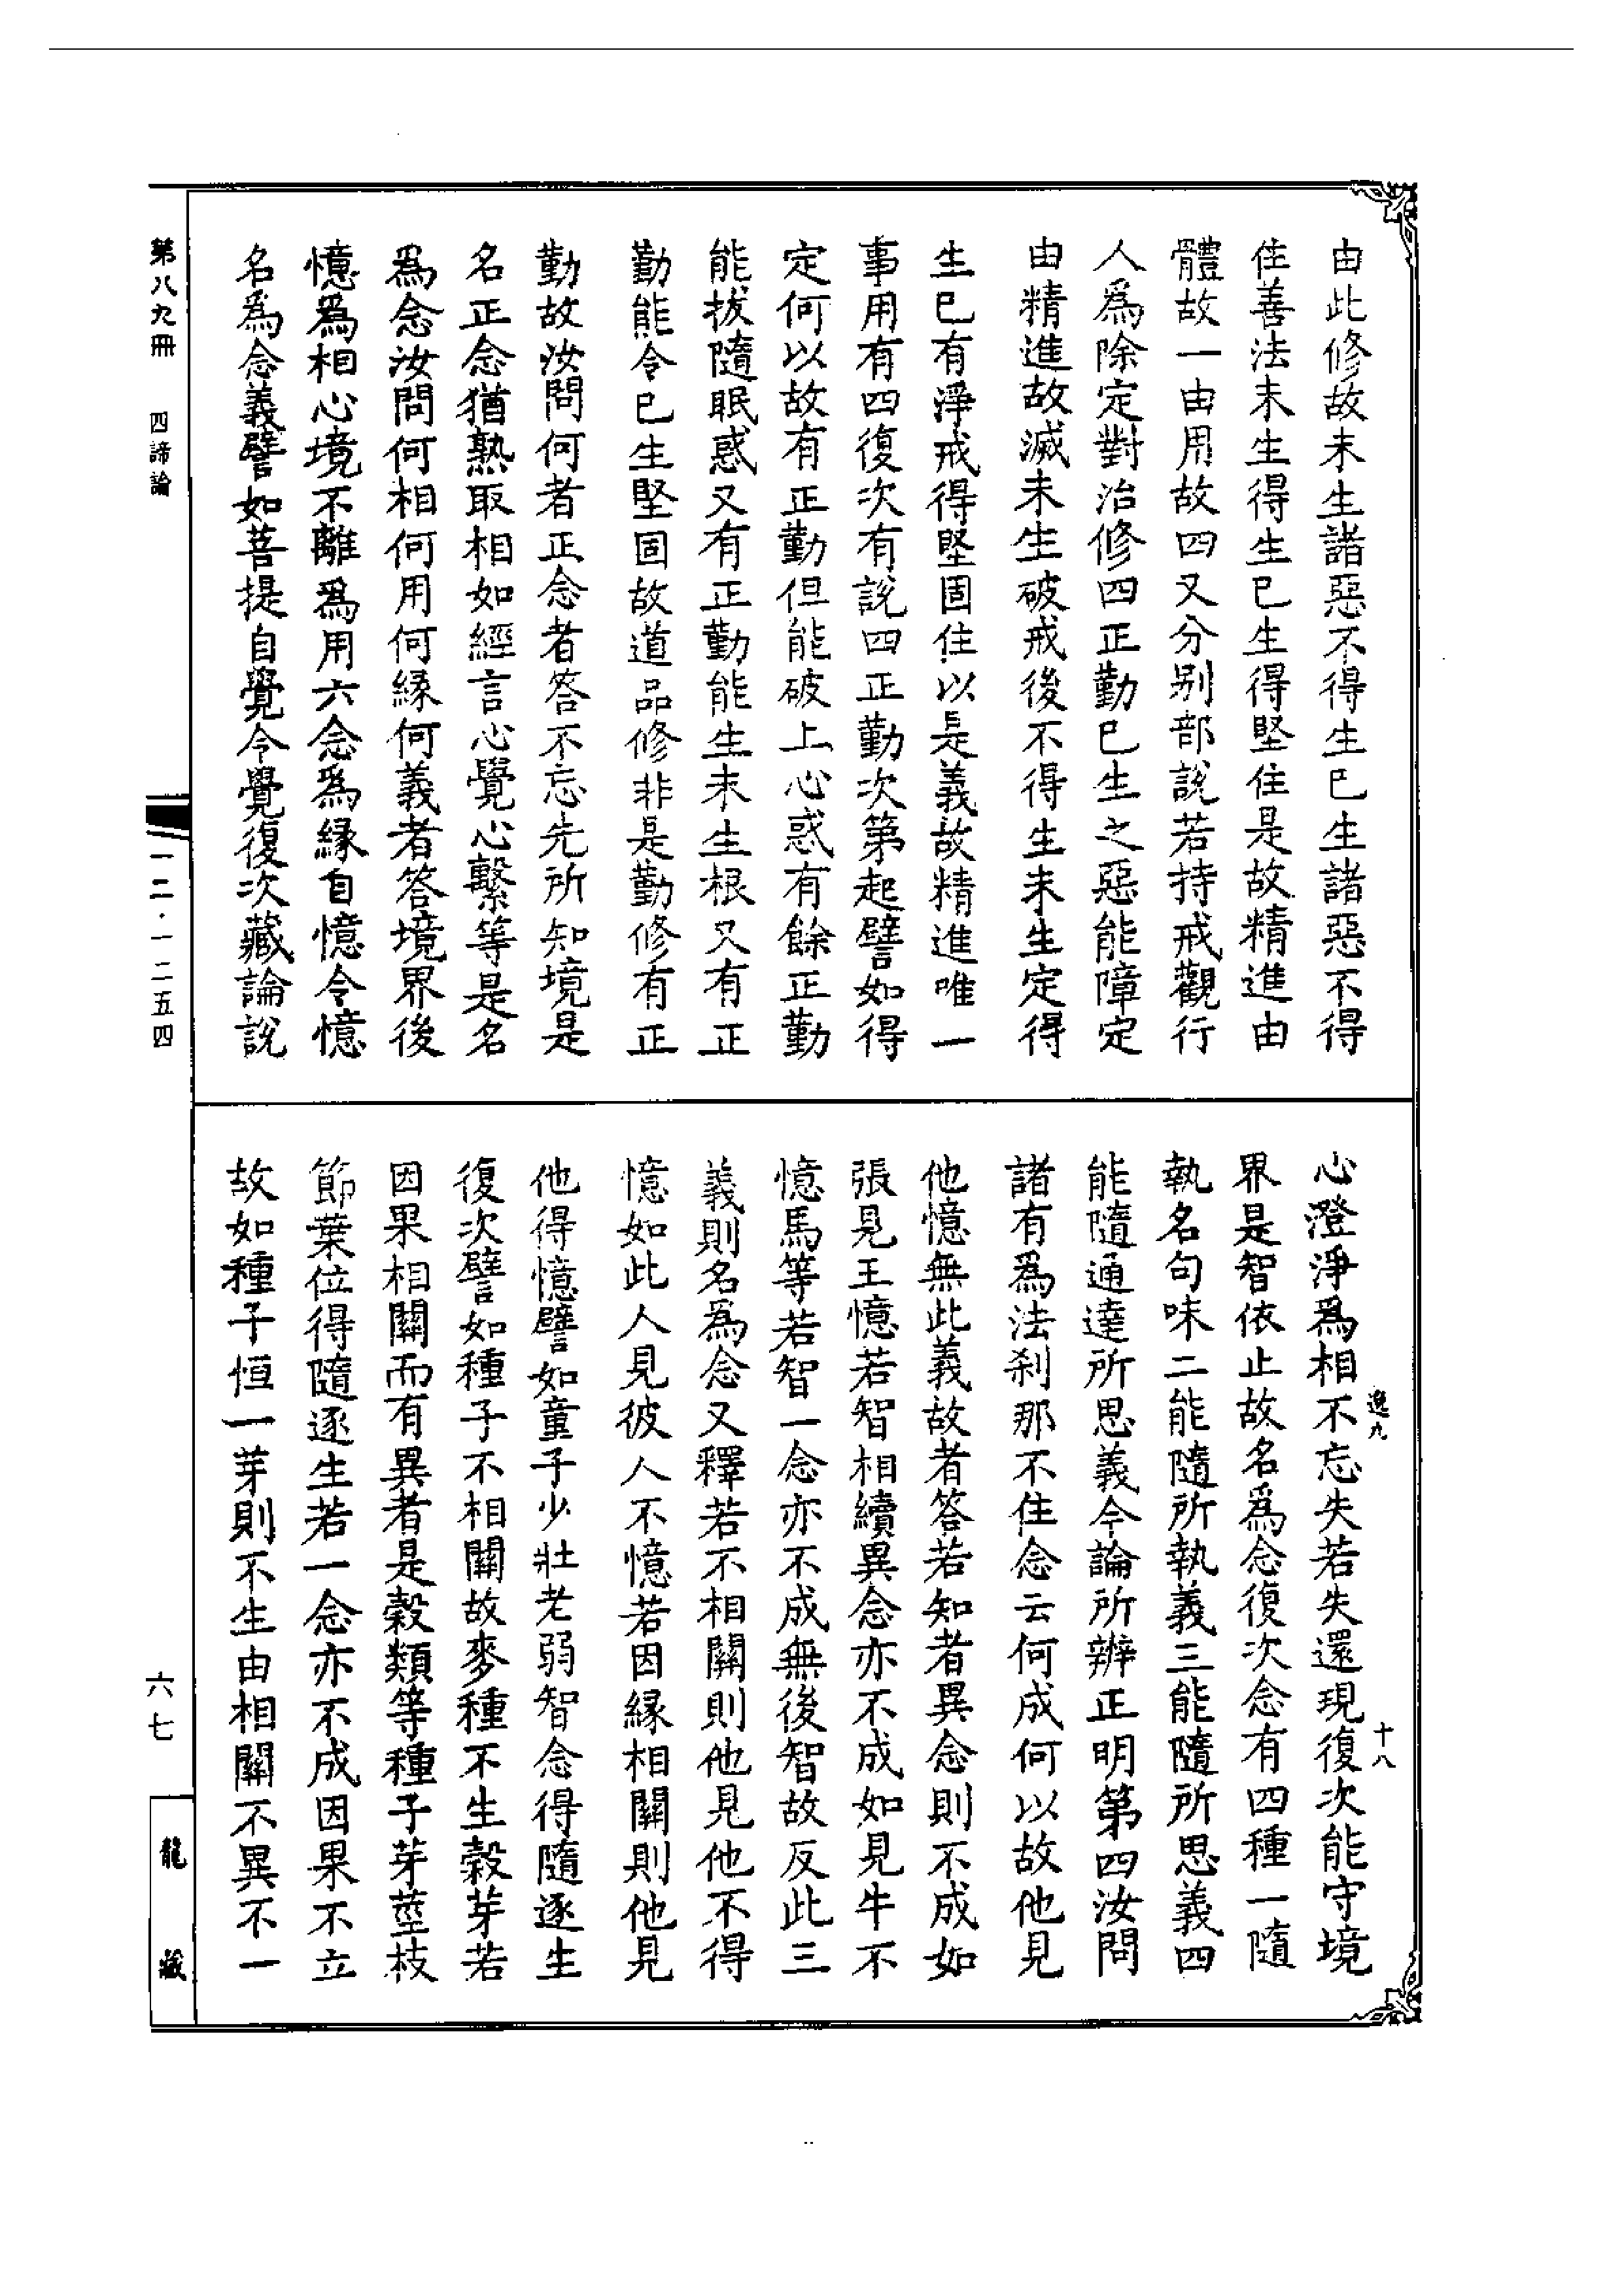 由此修故未生諸惡不得生已生諸惡不得
住善法未生得生已生得堅住是故精進由
體故一由用故四又分别部說若持戒觀行
人爲除定對治修四正勤已生之惡能障定
由精進故滅未生破戒後不得生未生定得
生已有淨戒得堅固住以是義故精進唯一
事用有四復次有說四正勤次第起譬如得
定何以故有正勤但能破上心惑有餘正勤
能拔隨眠惑又有正勤能生未生根又有正
勤能令已生堅固故道品修非是勤修有正
勤故汝問何者正念者答不忘先所知境是
名正念猶熟取相如經言心覺心繫等是名
爲念汝問何相何用何緣何義者答境界後
憶爲相心境不離爲用六念爲緣自憶令憶
名爲念義譬如菩提自覺令覺復次藏論說
心澄淨爲相不忘失若失還現復次能守境
界是智依止故名爲念復次念有四種一隨
執名句味二能隨所執義三能隨所思義四
能隨通達所思義今論所辨正明第四汝問
諸有爲法刹那不住念云何成何以故他見
他憶無此義故者答若知者異念則不成如
張見王憶若智相續異念亦不成如見牛不
憶馬等若智一念亦不成無後智故反此三
義則名爲念又釋若不相關則他見他不得
憶如此人見彼人不憶若因緣相關則他見
他得憶譬如童子少壯老弱智念得隨逐生
復次譬如種子不相關故麥種不生穀芽若
因果相關而有異者是穀類等種子芽莖枝
節葉位得隨逐生若一念亦不成因果不立
故如種子恒一芽則不生由相關不異不一
逸九
十八
第八九冊
四諦論
一二·一二五四
六七
龍藏